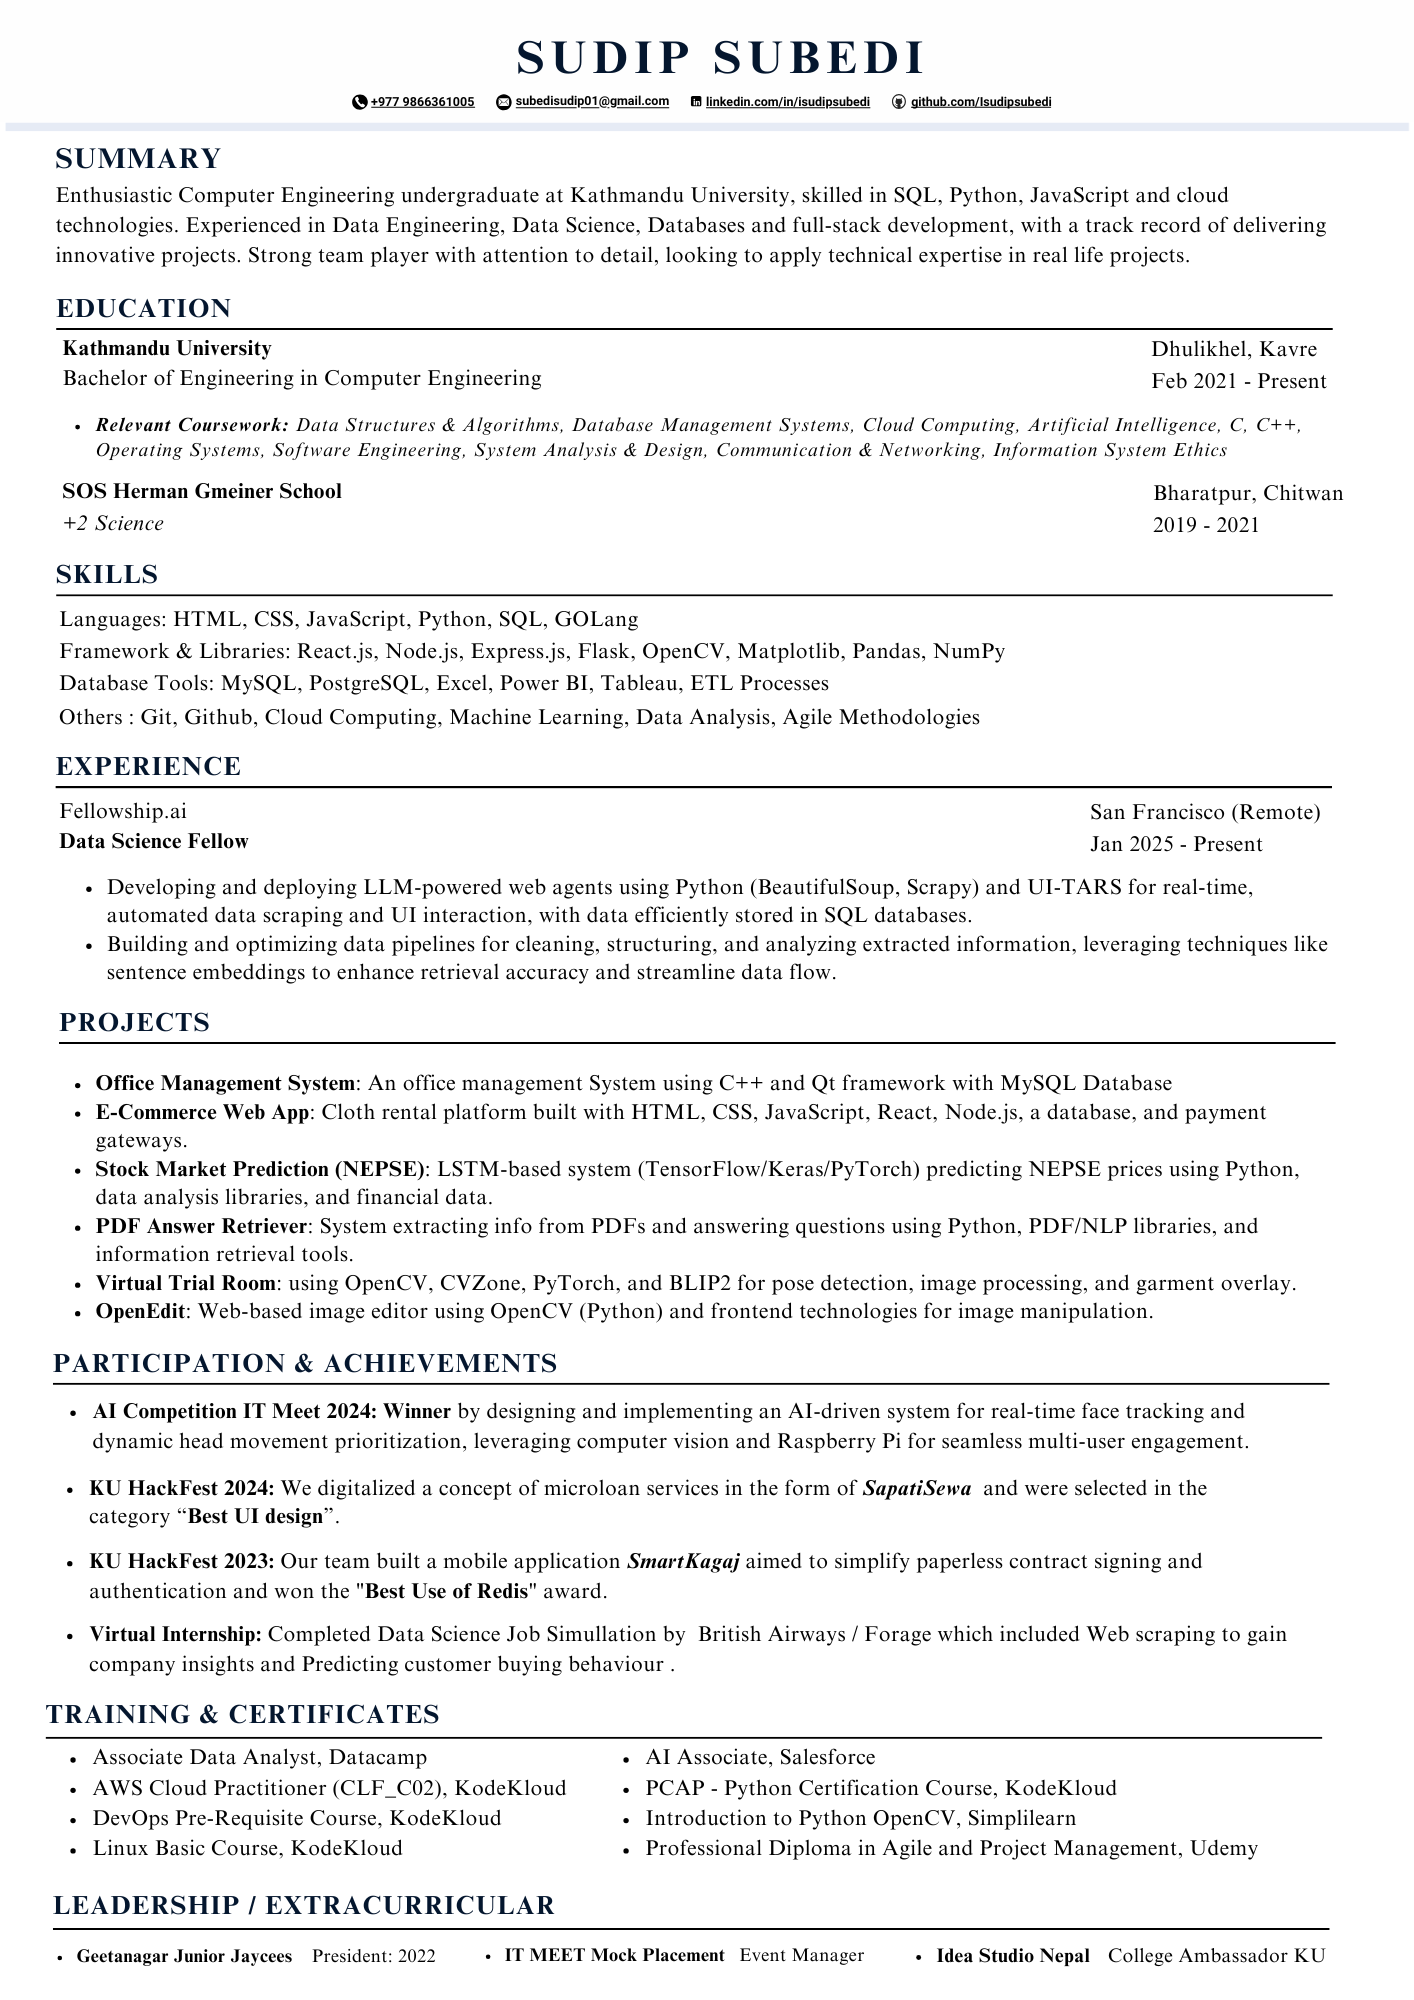 SUDIP SUBEDI
+977 9866361005 subedisudip01@gmail.com linkedin.com/in/isudipsubedi github.com/Isudipsubedi
SUMMARY
Enthusiastic Computer Engineering undergraduate at Kathmandu University, skilled in SQL, Python, JavaScript and cloud
technologies. Experienced in Data Engineering, Data Science, Databases and full-stack development, with a track record of delivering
innovative projects. Strong team player with attention to detail, looking to apply technical expertise in real life projects.
EDUCATION
Kathmandu University Dhulikhel, Kavre
Bachelor of Engineering in Computer Engineering Feb 2021 - Present
• Relevant Coursework: Data Structures & Algorithms, Database Management Systems, Cloud Computing, Artificial Intelligence, C, C++,
Operating Systems, Software Engineering, System Analysis & Design, Communication & Networking, Information System Ethics
SOS Herman Gmeiner School Bharatpur, Chitwan
+2 Science 2019 - 2021
SKILLS
Languages: HTML, CSS, JavaScript, Python, SQL, GOLang
Framework & Libraries: React.js, Node.js, Express.js, Flask, OpenCV, Matplotlib, Pandas, NumPy
Database Tools: MySQL, PostgreSQL, Excel, Power BI, Tableau, ETL Processes
Others : Git, Github, Cloud Computing, Machine Learning, Data Analysis, Agile Methodologies
EXPERIENCE
Fellowship.ai San Francisco (Remote)
Data Science Fellow Jan 2025 - Present
• Developing and deploying LLM-powered web agents using Python (BeautifulSoup, Scrapy) and UI-TARS for real-time,
automated data scraping and UI interaction, with data efficiently stored in SQL databases.
• Building and optimizing data pipelines for cleaning, structuring, and analyzing extracted information, leveraging techniques like
sentence embeddings to enhance retrieval accuracy and streamline data flow.
PROJECTS
• Office Management System: An office management System using C++ and Qt framework with MySQL Database
• E-Commerce Web App: Cloth rental platform built with HTML, CSS, JavaScript, React, Node.js, a database, and payment
gateways.
• Stock Market Prediction (NEPSE): LSTM-based system (TensorFlow/Keras/PyTorch) predicting NEPSE prices using Python,
data analysis libraries, and financial data.
• PDF Answer Retriever: System extracting info from PDFs and answering questions using Python, PDF/NLP libraries, and
information retrieval tools.
• Virtual Trial Room: using OpenCV, CVZone, PyTorch, and BLIP2 for pose detection, image processing, and garment overlay.
• OpenEdit: Web-based image editor using OpenCV (Python) and frontend technologies for image manipulation.
PARTICIPATION & ACHIEVEMENTS
• AI Competition IT Meet 2024: Winner by designing and implementing an AI-driven system for real-time face tracking and
dynamic head movement prioritization, leveraging computer vision and Raspberry Pi for seamless multi-user engagement.
• KU HackFest 2024: We digitalized a concept of microloan services in the form of SapatiSewa and were selected in the
category “Best UI design”.
• KU HackFest 2023: Our team built a mobile application SmartKagaj aimed to simplify paperless contract signing and
authentication and won the "Best Use of Redis" award.
• Virtual Internship: Completed Data Science Job Simullation by British Airways / Forage which included Web scraping to gain
company insights and Predicting customer buying behaviour .
TRAINING & CERTIFICATES
• Associate Data Analyst, Datacamp • AI Associate, Salesforce
• AWS Cloud Practitioner (CLF_C02), KodeKloud • PCAP - Python Certification Course, KodeKloud
• DevOps Pre-Requisite Course, KodeKloud • Introduction to Python OpenCV, Simplilearn
• Linux Basic Course, KodeKloud • Professional Diploma in Agile and Project Management, Udemy
LEADERSHIP / EXTRACURRICULAR
• Geetanagar Junior Jaycees President: 2022 • IT MEET Mock Placement Event Manager • Idea Studio Nepal College Ambassador KU